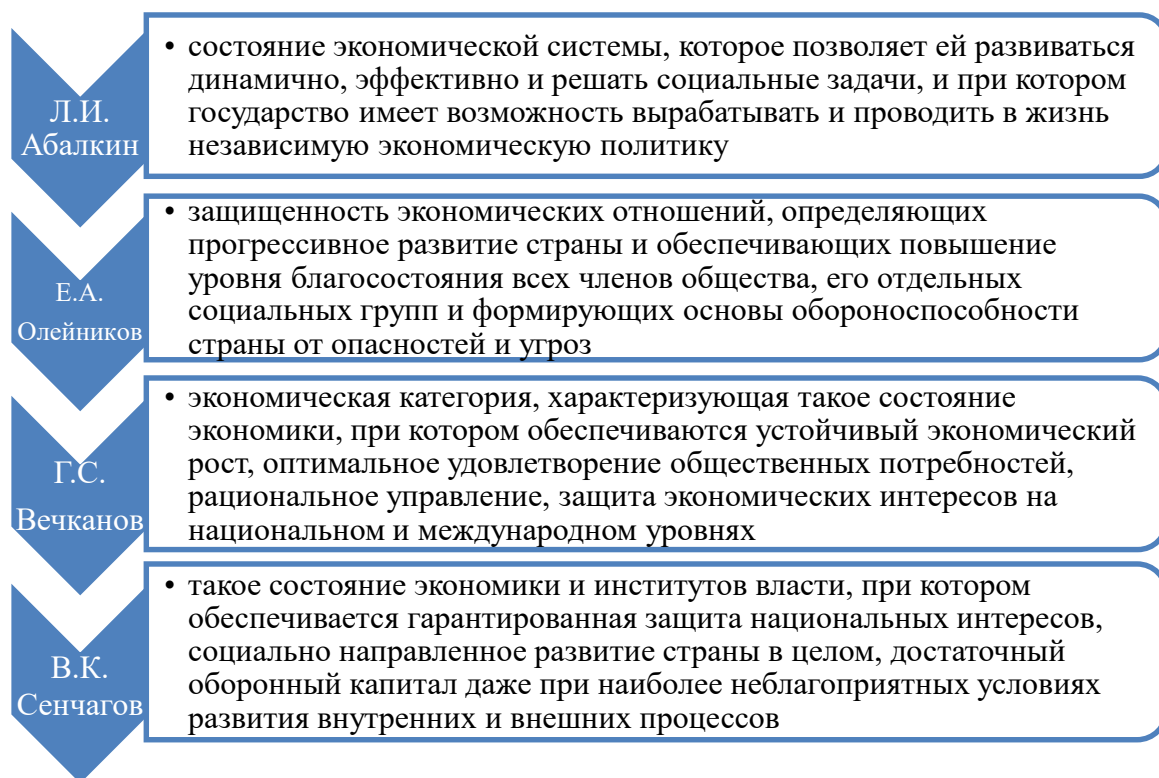 Л.И.
Абалкин
• состояние экономической системы, которое позволяет ей развиваться
динамично, эффективно и решать социальные задачи, и при котором
государство имеет возможность вырабатывать и проводить в жизнь
независимую экономическую политику
Е.А.
Олейников
• защищенность экономических отношений, определяющих
прогрессивное развитие страны и обеспечивающих повышение
уровня благосостояния всех членов общества, его отдельных
социальных групп и формирующих основы обороноспособности
страны от опасностей и угроз
Г.С.
Вечканов
• экономическая категория, характеризующая такое состояние
экономики, при котором обеспечиваются устойчивый экономический
рост, оптимальное удовлетворение общественных потребностей,
рациональное управление, защита экономических интересов на
национальном и международном уровнях
В.К.
Сенчагов
• такое состояние экономики и институтов власти, при котором
обеспечивается гарантированная защита национальных интересов,
социально направленное развитие страны в целом, достаточный
оборонный капитал даже при наиболее неблагоприятных условиях
развития внутренних и внешних процессов